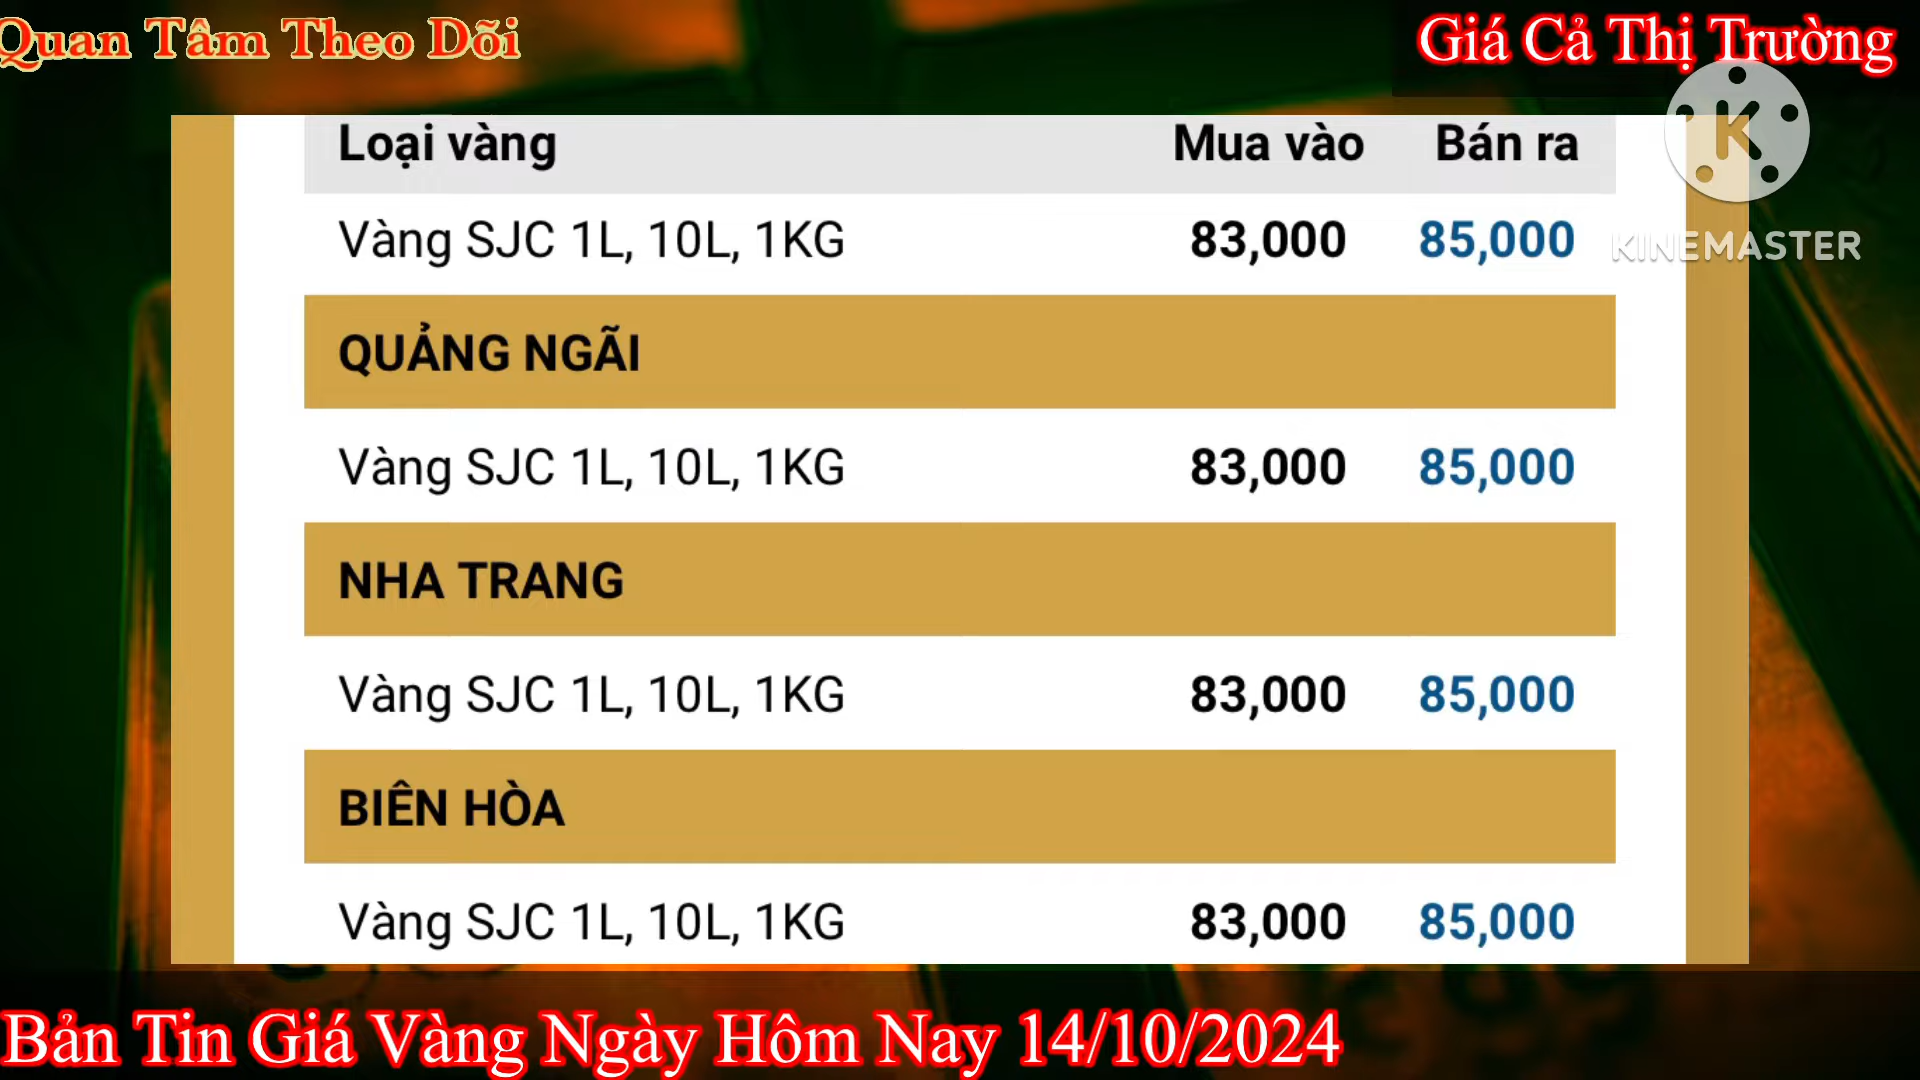 Quan Tâm Theo Dõi
Giá Cả Thị Trường
Loại vàng Mua vào Bán ra
Vàng SJC 1L, 10L, 1KG 83,000 85,000
KINEMASTER
QUẢNG NGÃI
Vàng SJC 1L, 10L, 1KG 83,000 85,000
NHA TRANG
Vàng SJC 1L, 10L, 1KG 83,000 85,000
BIÊN HÒA
Vàng SJC 1L, 10L, 1KG 83,000 85,000
Bản Tin Giá Vàng Ngày Hôm Nay 14/10/2024